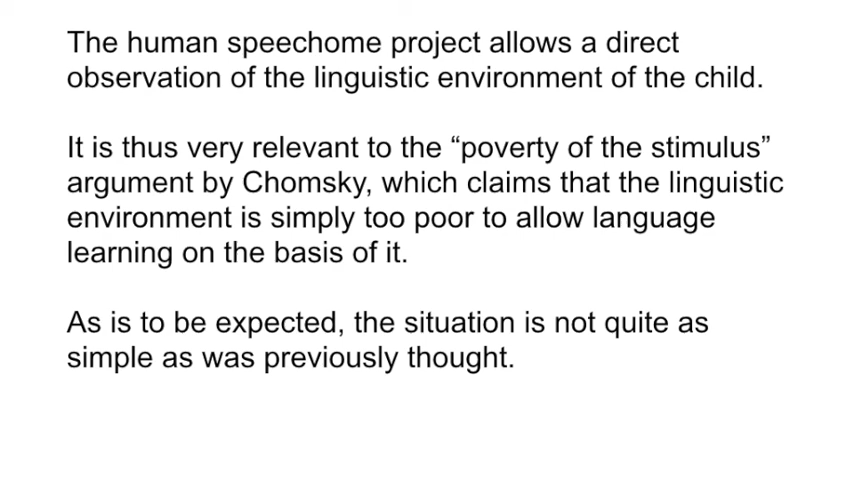 The human speechome project allows a direct
observation of the linguistic environment of the child.
It is thus very relevant to the “poverty of the stimulus”
argument by Chomsky, which claims that the linguistic
environment is simply too poor to allow language
learning on the basis of it.
As is to be expected, the situation is not quite as
simple as was previously thought.